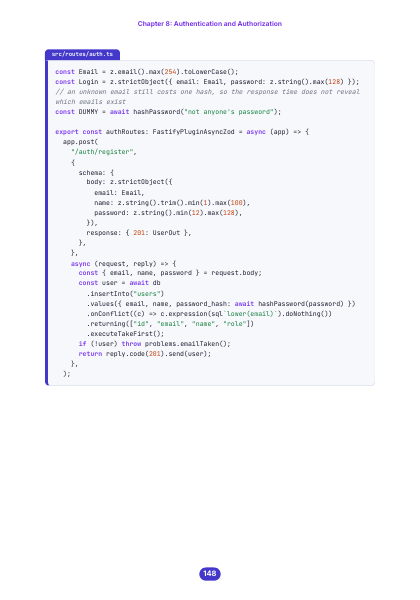 Chapter 8: Authentication and Authorization
src/routes/auth.ts
const Email = z.email().max(254).toLowerCase();
const Login = z.strictObject({ email: Email, password: z.string().max(128) });
// an unknown email still costs one hash, so the response time does not reveal
which emails exist
const DUMMY = await hashPassword("not anyone's password");

export const authRoutes: FastifyPluginAsyncZod = async (app) => {
  app.post(
    "/auth/register",
    {
      schema: {
        body: z.strictObject({
          email: Email,
          name: z.string().trim().min(1).max(100),
          password: z.string().min(12).max(128),
        }),
        response: { 201: UserOut },
      },
    },
    async (request, reply) => {
      const { email, name, password } = request.body;
      const user = await db
        .insertInto("users")
        .values({ email, name, password_hash: await hashPassword(password) })
        .onConflict((c) => c.expression(sql`lower(email)`).doNothing())
        .returning(["id", "email", "name", "role"])
        .executeTakeFirst();
      if (!user) throw problems.emailTaken();
      return reply.code(201).send(user);
    },
  );
148